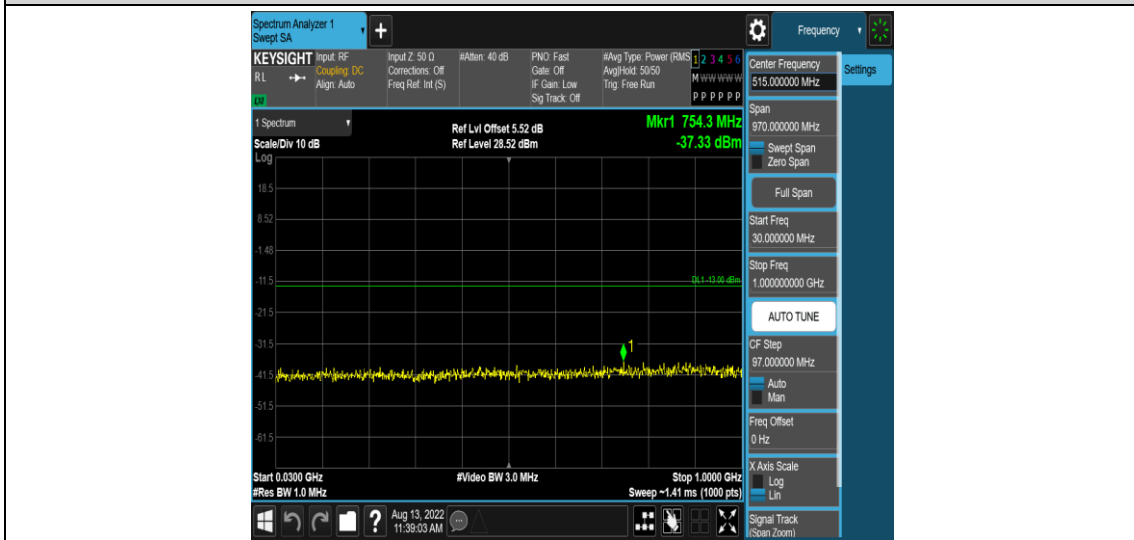 Spectrum Analyzer 1
Swept SA
+
Frequency
KEYSIGHT
RL
LXI
Input: RF
Coupling: DC
Align: Auto
Input Z: 50 Ω
Corrections: Off
Freq Ref: Int (S)
#Atten: 40 dB
PNO: Fast
Gate: Off
IF Gain: Low
Sig Track: Off
#Avg Type: Power (RMS
Avg|Hold: 50/50
Trig: Free Run
1 2 3 4 5 6
M W W W W W
P P P P P P
1 Spectrum
Scale/Div 10 dB
Log
Ref Lvl Offset 5.52 dB
Ref Level 28.52 dBm
Mkr1 754.3 MHz
-37.33 dBm
18.5
8.52
-1.48
-11.5
DL1 -13.00 dBm
-21.5
-31.5
1
-41.5
-51.5
-61.5
Start 0.0300 GHz
#Res BW 1.0 MHz
#Video BW 3.0 MHz
Stop 1.0000 GHz
Sweep ~1.41 ms (1000 pts)
?
Aug 13, 2022
11:39:03 AM
Center Frequency
515.000000 MHz
Settings
Span
970.000000 MHz
Swept Span
Zero Span
Full Span
Start Freq
30.000000 MHz
Stop Freq
1.000000000 GHz
AUTO TUNE
CF Step
97.000000 MHz
Auto
Man
Freq Offset
0 Hz
X Axis Scale
Log
Lin
Signal Track
(Span Zoom)